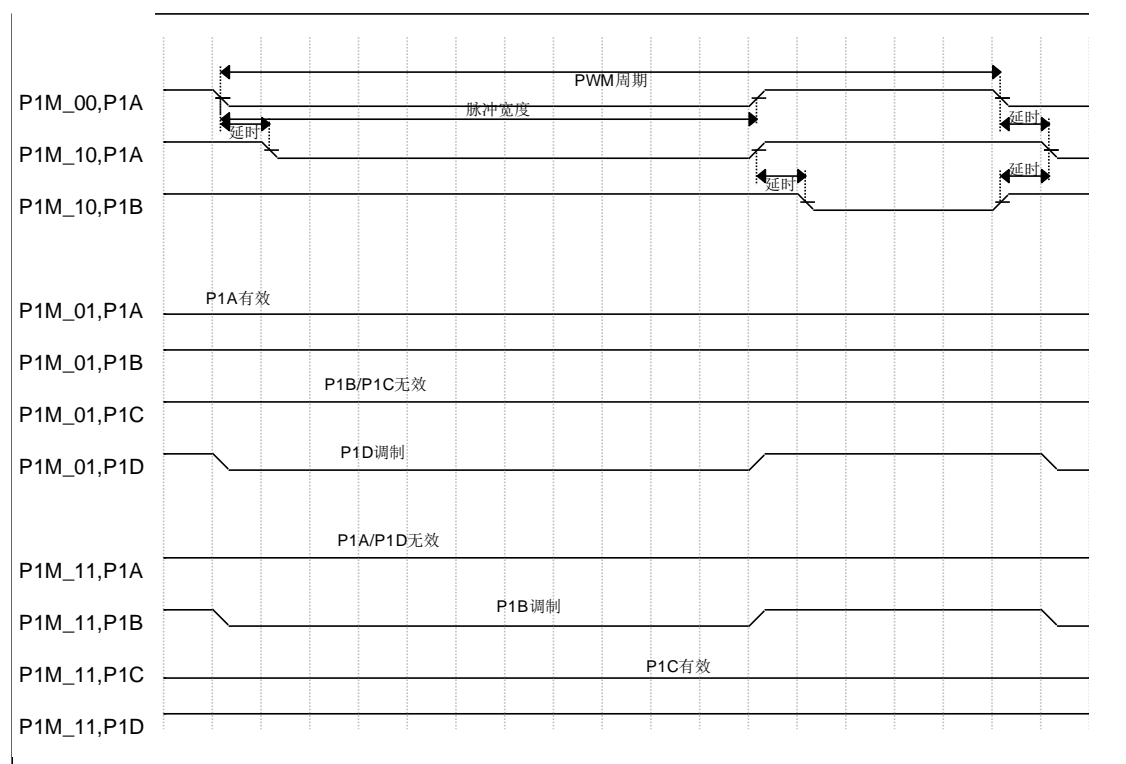 PWM周期
P1M_00,P1A
脉冲宽度
延时
延时
P1M_10,P1A
延时
延时
P1M_10,P1B
P1A有效
P1M_01,P1A
P1M_01,P1B
P1B/P1C无效
P1M_01,P1C
P1D调制
P1M_01,P1D
P1A/P1D无效
P1M_11,P1A
P1B调制
P1M_11,P1B
P1C有效
P1M_11,P1C
P1M_11,P1D